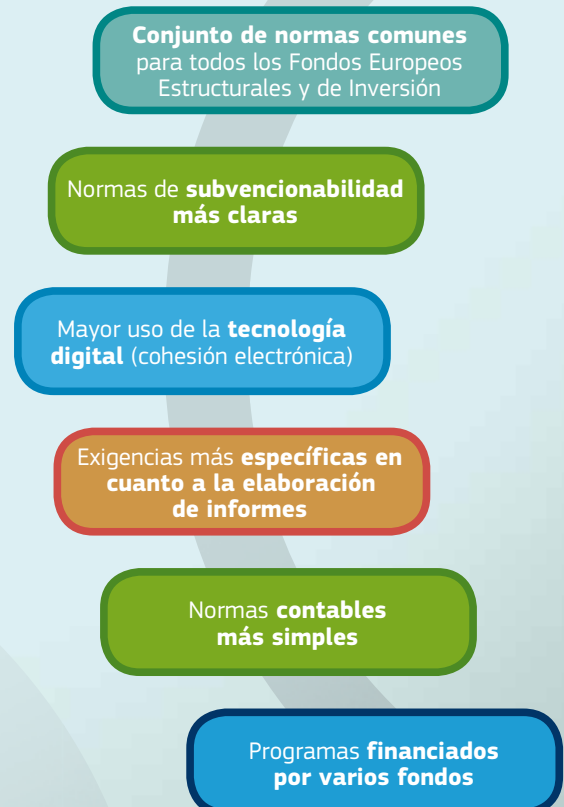 Conjunto de normas comunes
para todos los Fondos Europeos
Estructurales y de Inversión
Normas de subvencionabilidad
más claras
Mayor uso de la tecnología
digital (cohesión electrónica)
Exigencias más específicas en
cuanto a la elaboración
de informes
Normas contables
más simples
Programas financiados
por varios fondos